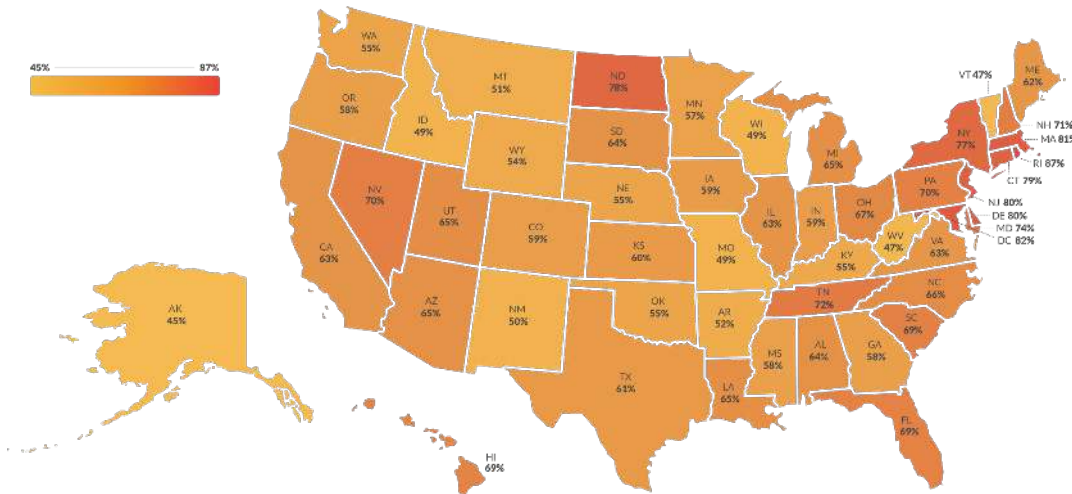 45% 87%
WA
55%
OR
58%
CA
63%
NV
70%
ID
49%
MT
51%
WY
54%
UT
65%
CO
59%
AZ
65%
NM
50%
ND
78%
SD
64%
NE
55%
KS
60%
OK
55%
TX
61%
MN
57%
IA
59%
MO
49%
AR
52%
LA
65%
WI
49%
IL
63%
MI
65%
IN
59%
OH
67%
KY
55%
TN
72%
MS
58%
AL
64%
GA
58%
FL
69%
SC
69%
NC
66%
VA
63%
WV
47%
PA
70%
NY
77%
VT 47%
ME
62%
NH 71%
MA 81%
RI 87%
CT 79%
NJ 80%
DE 80%
MD 74%
DC 82%
AK
45%
HI
69%